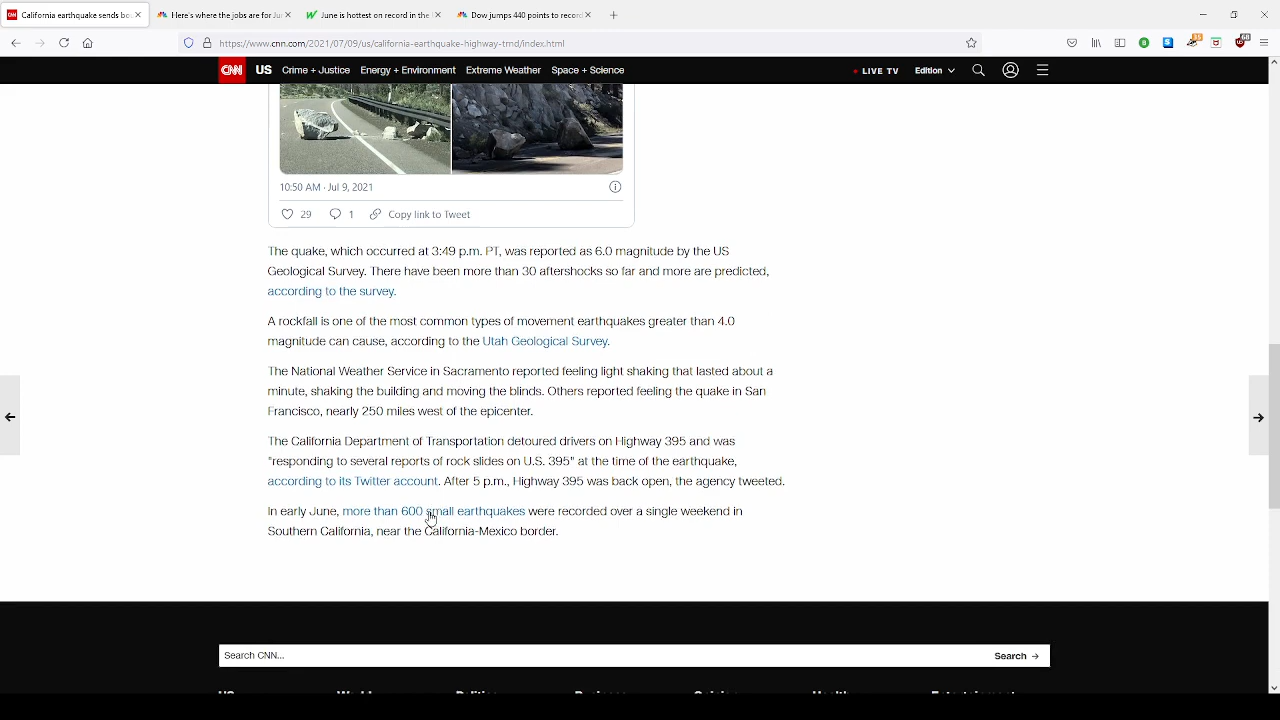 California earthquake sends bo
Here's where the jobs are for Ju
June is hottest on record in the U
Dow jumps 440 points to record
https://www.cnn.com/2021/07/09/us/california-earthquake-highway-trnd/index.html
CNN US Crime + Justice Energy + Environment Extreme Weather Space + Science LIVE TV Edition
10:50 AM · Jul 9, 2021
29 1 Copy link to Tweet
The quake, which occurred at 3:49 p.m. PT, was reported as 6.0 magnitude by the US
Geological Survey. There have been more than 30 aftershocks so far and more are predicted,
according to the survey.
A rockfall is one of the most common types of movement earthquakes greater than 4.0
magnitude can cause, according to the Utah Geological Survey.
The National Weather Service in Sacramento reported feeling light shaking that lasted about a
minute, shaking the building and moving the blinds. Others reported feeling the quake in San
Francisco, nearly 250 miles west of the epicenter.
The California Department of Transportation detoured drivers on Highway 395 and was
"responding to several reports of rock slides on U.S. 395" at the time of the earthquake,
according to its Twitter account. After 5 p.m., Highway 395 was back open, the agency tweeted.
In early June, more than 600 small earthquakes were recorded over a single weekend in
Southern California, near the California-Mexico border.
Search CNN... Search →
US World Politics Business Opinion Health Entertainment